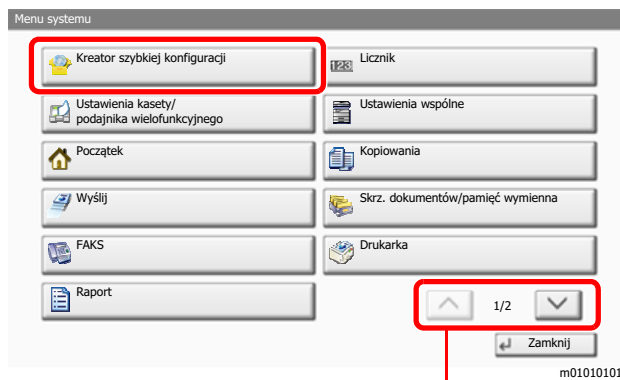 Menu systemu
Kreator szybkiej konfiguracji
123 Licznik
Ustawienia kasety/
podajnika wielofunkcyjnego
Ustawienia wspólne
Początek
Kopiowania
Wyślij
Skrz. dokumentów/pamięć wymienna
FAKS
Drukarka
Raport
1/2
Zamknij
m01010101